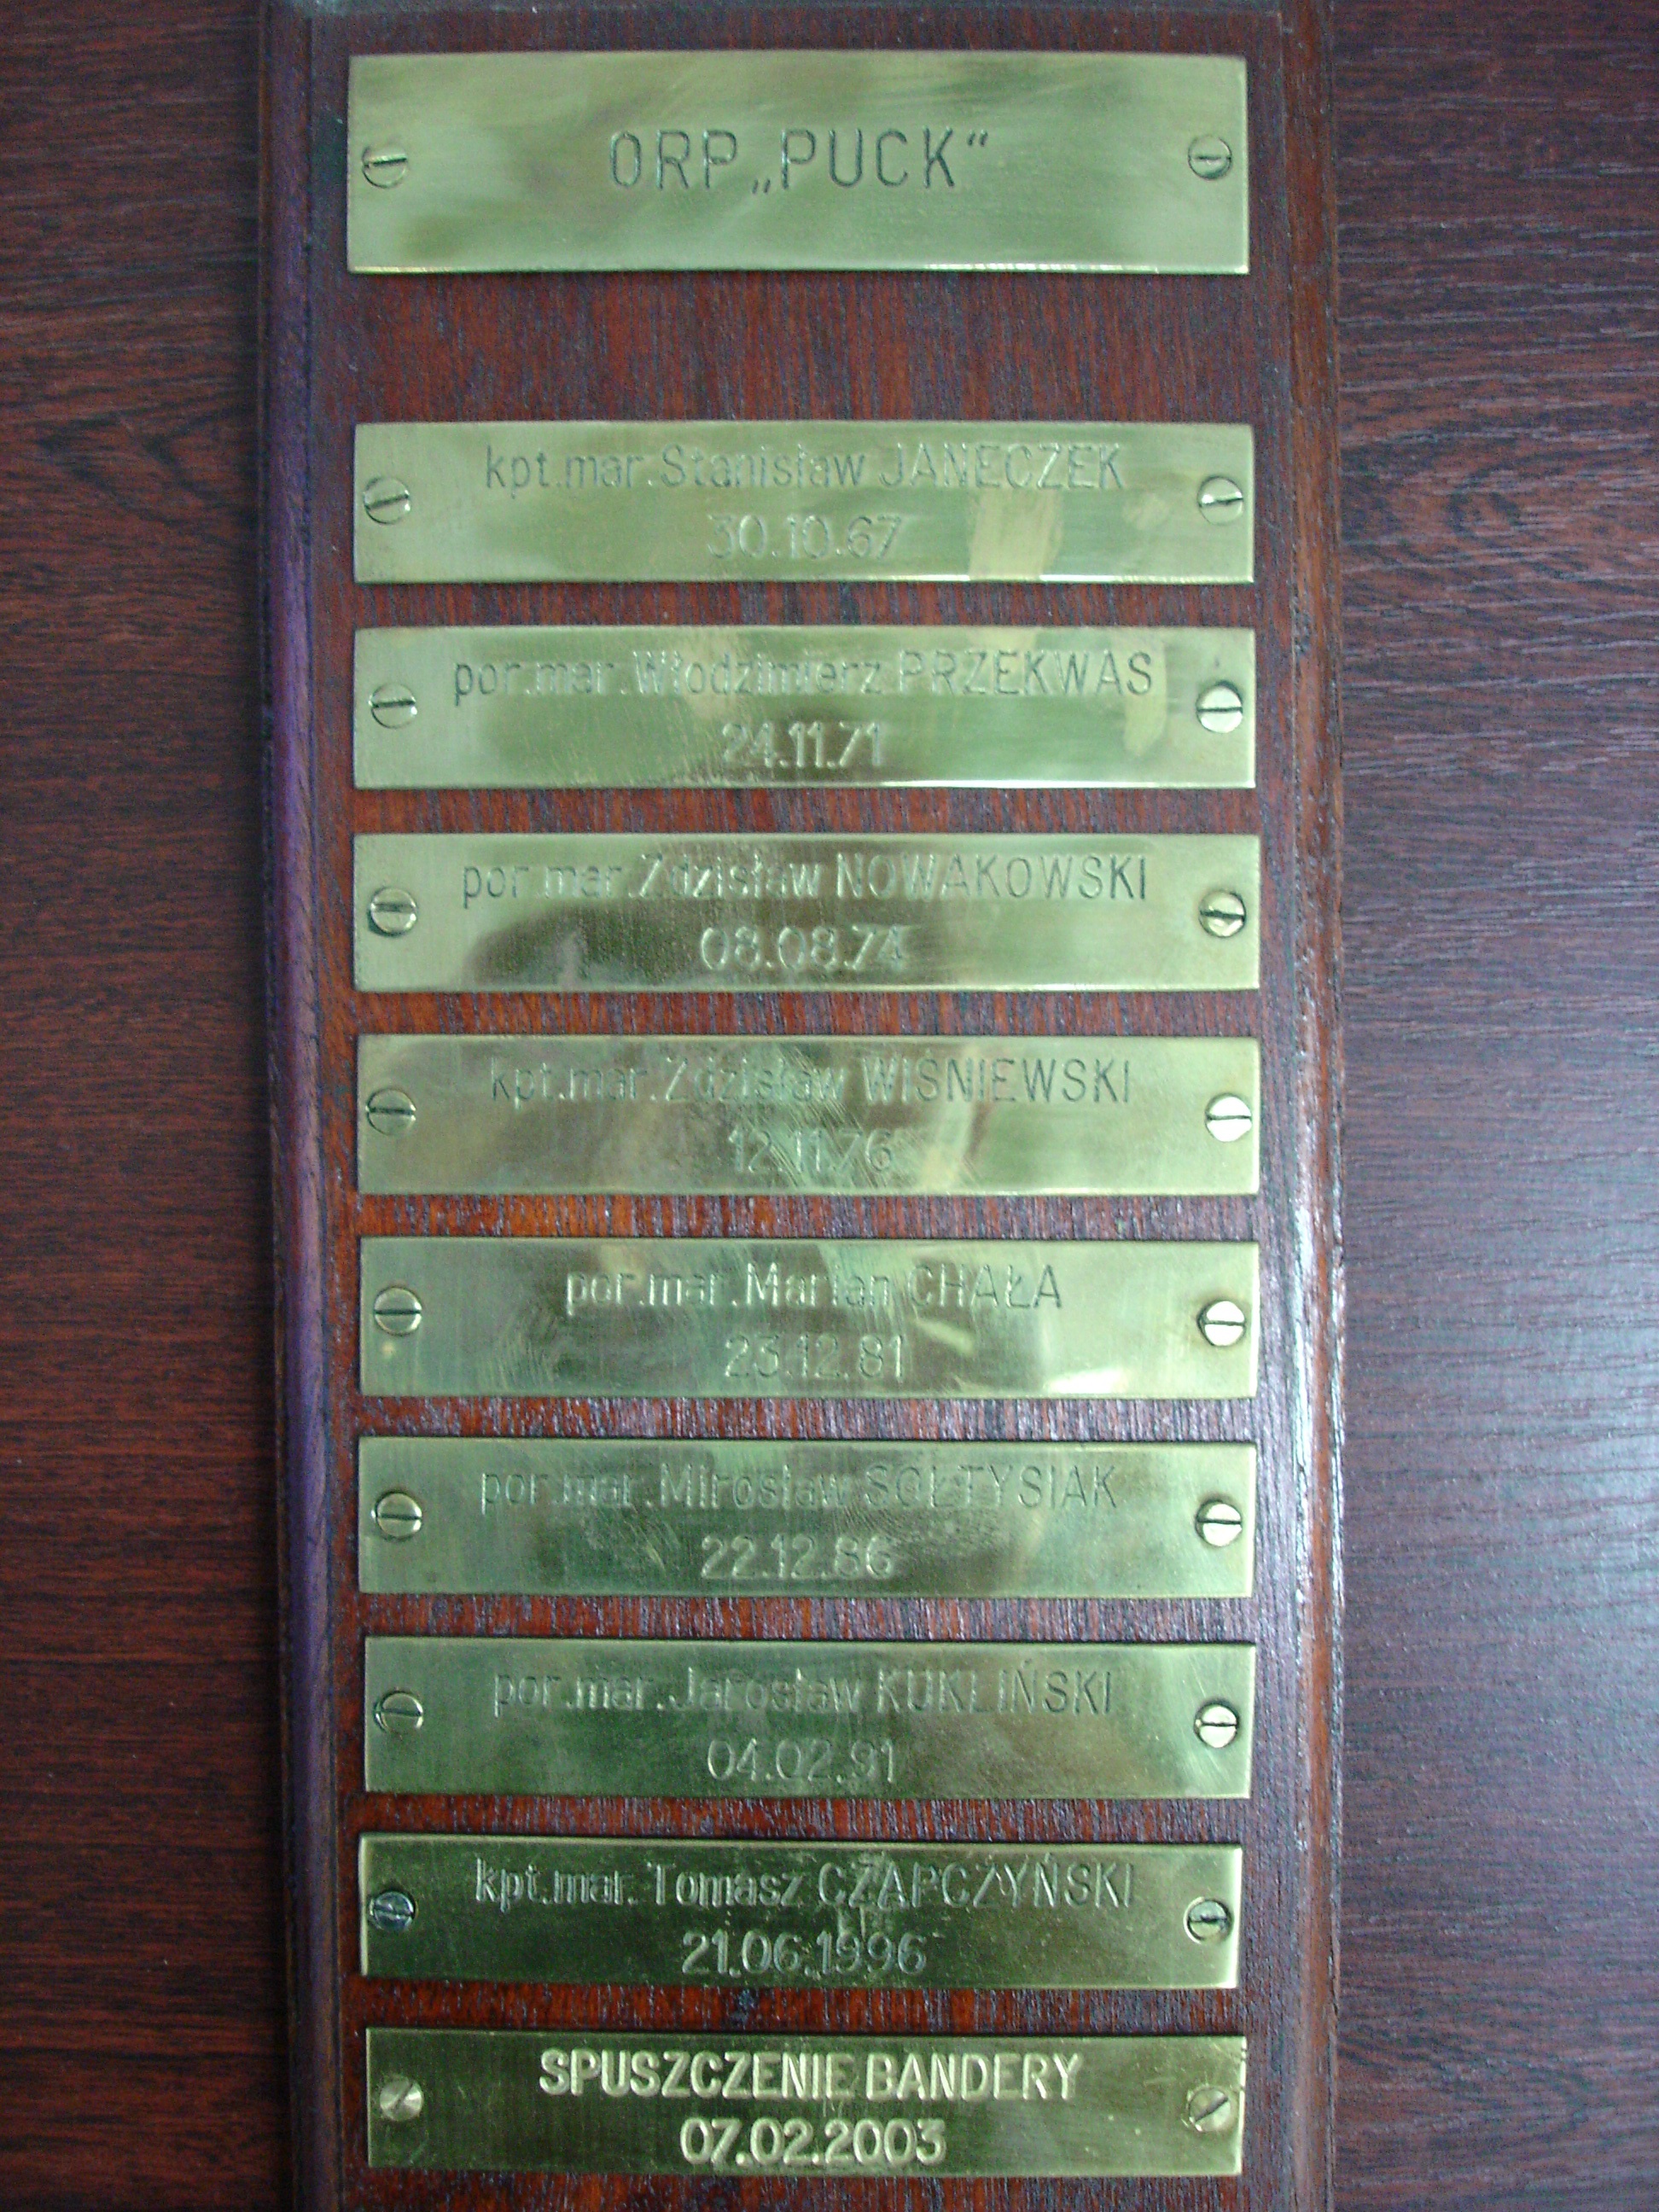 ORP „PUCK“
kpt.mar.Stanisław JANECZEK
30.10.67
por.mar.Włodzimierz PRZEKWAS
24.11.71
por.mar.Zdzisław NOWAKOWSKI
08.08.74
kpt.mar.Zdzisław WIŚNIEWSKI
12.11.76
por.mar.Marian CHAŁA
23.12.81
por.mar.Mirosław SOŁTYSIAK
22.12.86
por.mar.Jarosław KUKLIŃSKI
04.02.91
kpt.mar. Tomasz CZAPCZYŃSKI
21.06.1996
SPUSZCZENIE BANDERY
07.02.2003